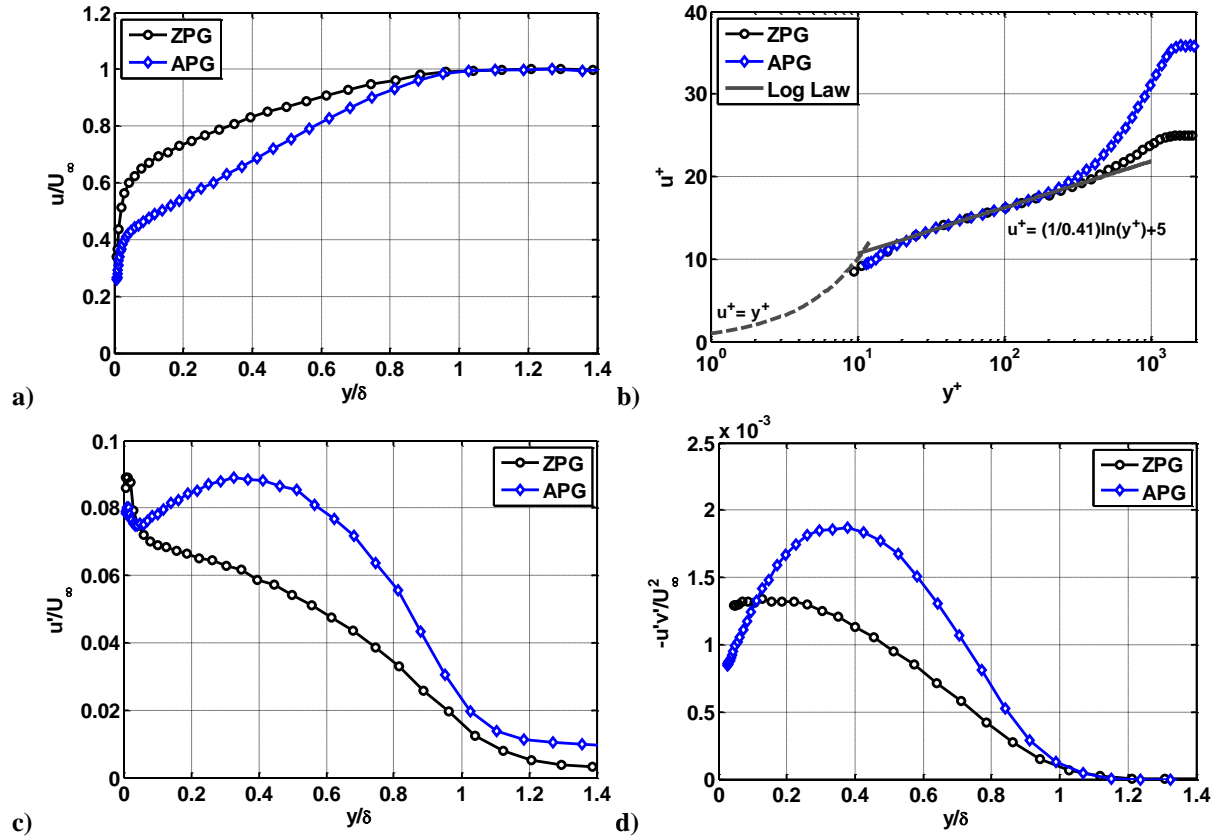 1.2
1
0.8
0.6
0.4
0.2
0
u/U∞
0 0.2 0.4 0.6 0.8 1 1.2 1.4
y/δ
ZPG
APG
a)
40
30
20
10
0
u+
10^0 10^1 10^2 10^3
y+
ZPG
APG
Log Law
u+= (1/0.41)ln(y+)+5
u+= y+
b)
0.1
0.08
0.06
0.04
0.02
0
u'/U∞
0 0.2 0.4 0.6 0.8 1 1.2 1.4
y/δ
ZPG
APG
c)
x 10^-3
2.5
2
1.5
1
0.5
0
-u'v'/U∞^2
0 0.2 0.4 0.6 0.8 1 1.2 1.4
y/δ
ZPG
APG
d)